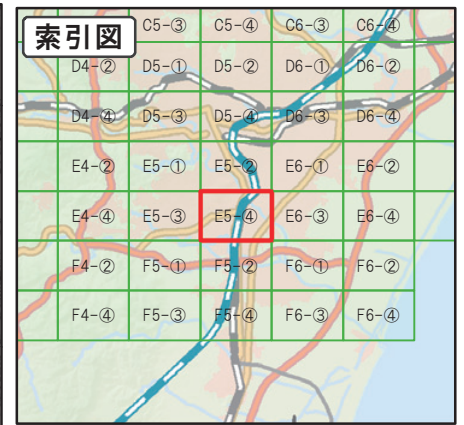 索引図
C5-③ C5-④ C6-③ C6-④
D4-② D5-① D5-② D6-① D6-②
D4-④ D5-③ D5-④ D6-③ D6-④
E4-② E5-① E5-② E6-① E6-②
E4-④ E5-③ E5-④ E6-③ E6-④
F4-② F5-① F5-② F6-① F6-②
F4-④ F5-③ F5-④ F6-③ F6-④